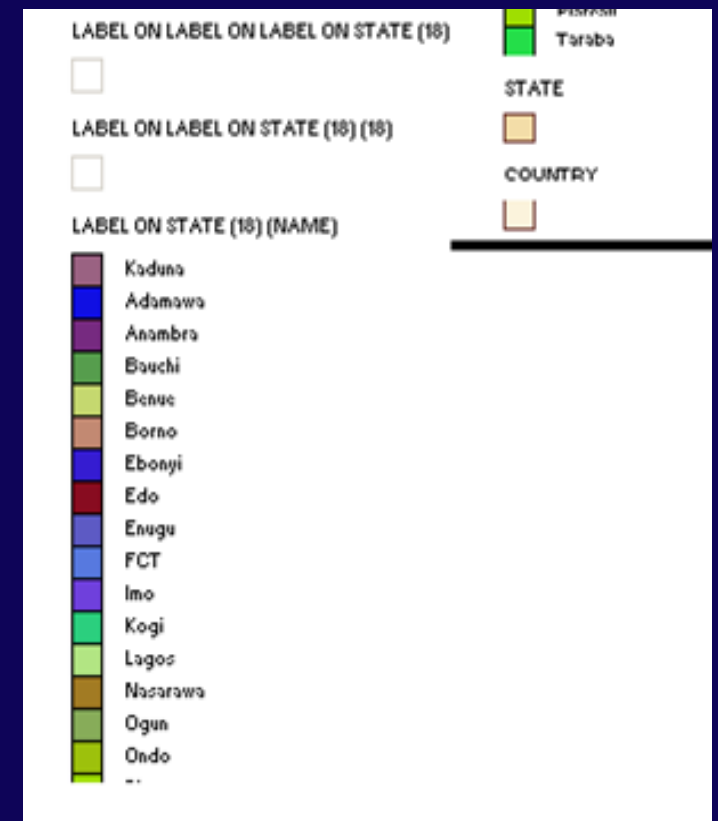 LABEL ON LABEL ON LABEL ON STATE (18)
LABEL ON LABEL ON STATE (18) (18)
LABEL ON STATE (18) (NAME)
Kaduna
Adamawa
Anambra
Bauchi
Benue
Borno
Ebonyi
Edo
Enugu
FCT
Imo
Kogi
Lagos
Nasarawa
Ogun
Ondo
Taraba
STATE
COUNTRY